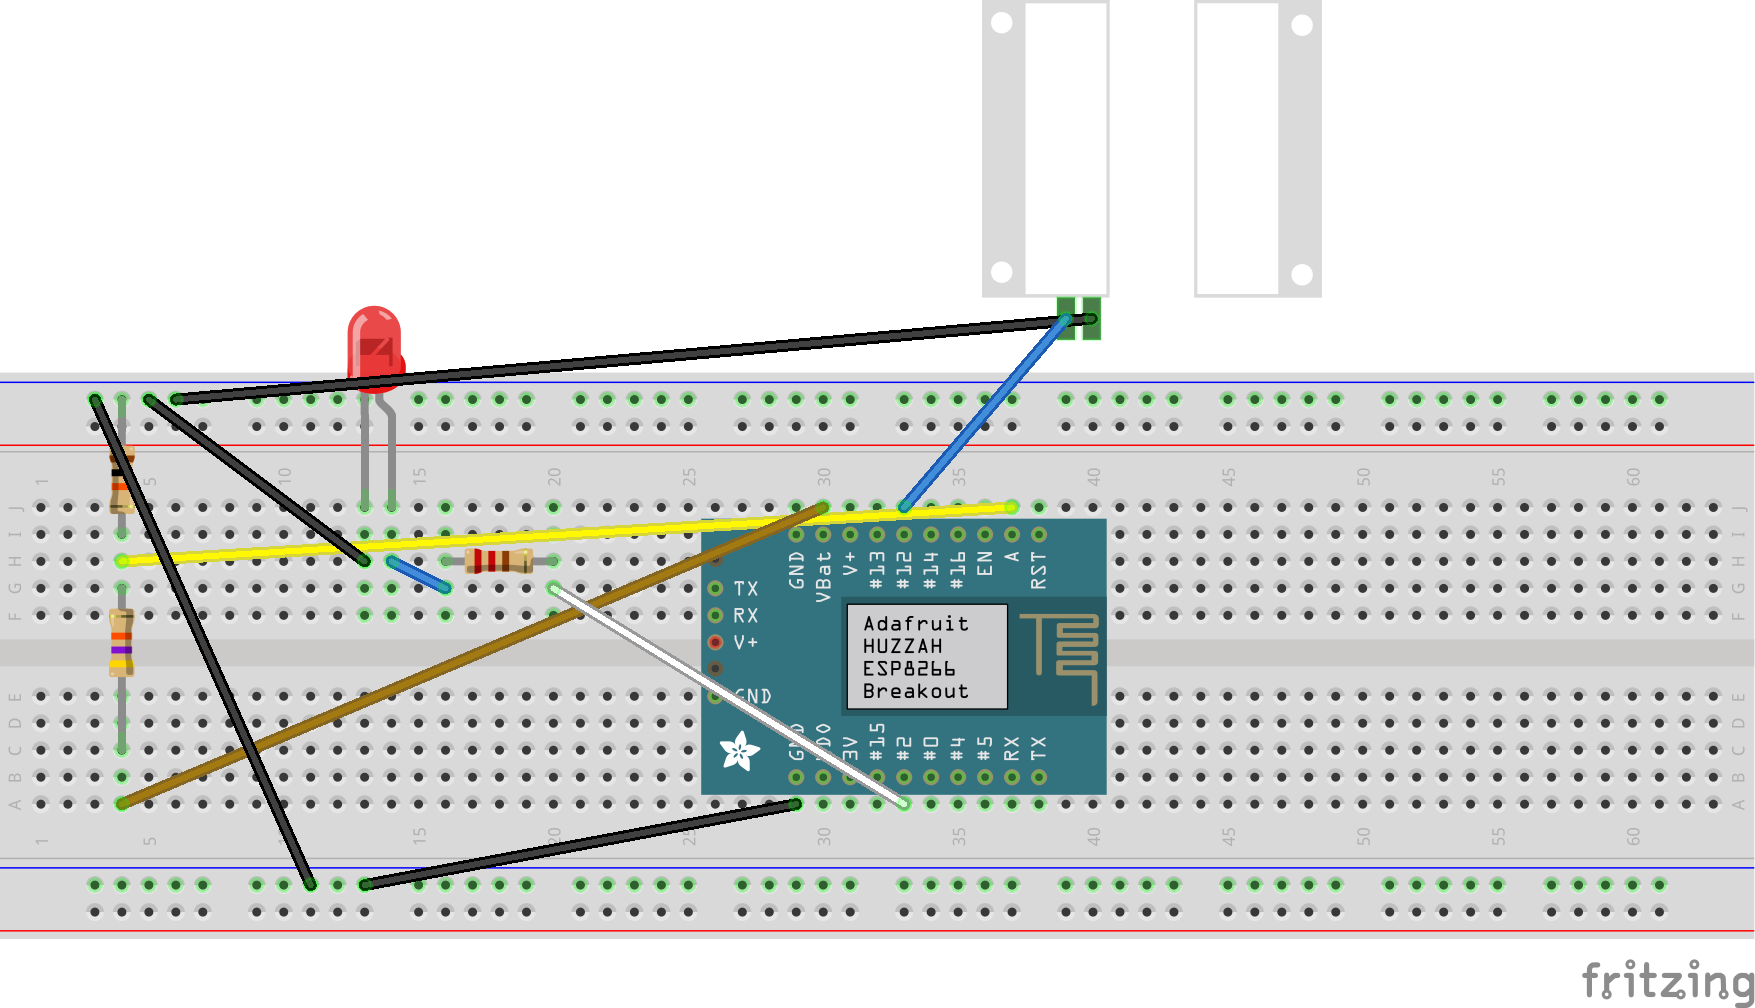 1 5 10 15 20 25 30 35 40 45 50 55 60
J J
I I
H H
G G
F F
GND VBat V+ #13 #12 #14 #16 EN A RST
TX
RX
V+
GND
Adafruit
HUZZAH
ESP8266
Breakout
E E
D D
C C
B B
A A
GND 3V #15 #2 #0 #4 #5 RX TX
1 5 15 20 25 30 35 40 45 50 55 60
fritzing